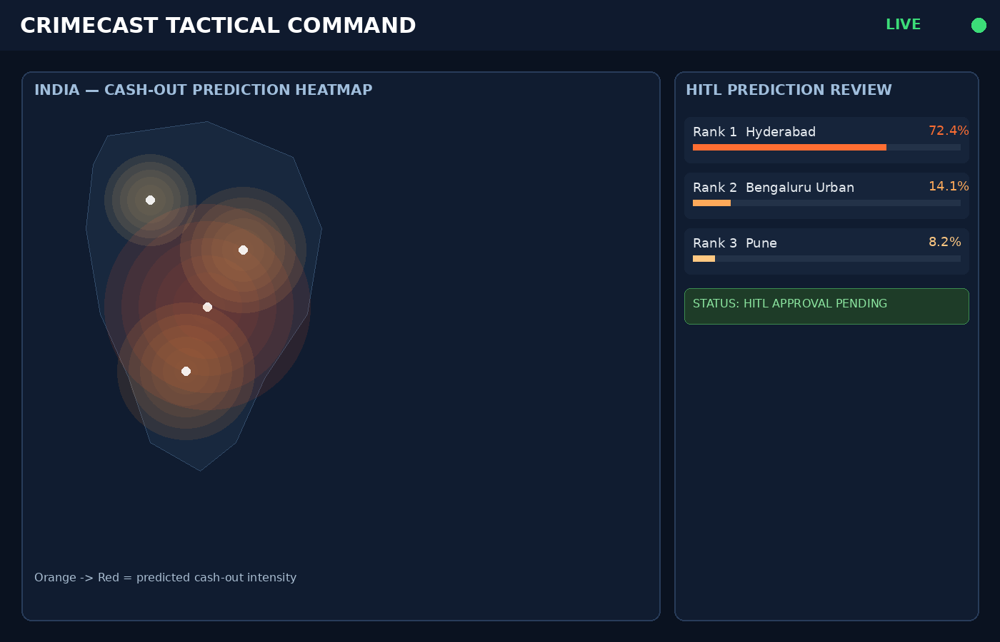 CRIMECAST TACTICAL COMMAND
LIVE
INDIA — CASH-OUT PREDICTION HEATMAP
Orange -> Red = predicted cash-out intensity
HITL PREDICTION REVIEW
Rank 1  Hyderabad 72.4%
Rank 2  Bengaluru Urban 14.1%
Rank 3  Pune 8.2%
STATUS: HITL APPROVAL PENDING